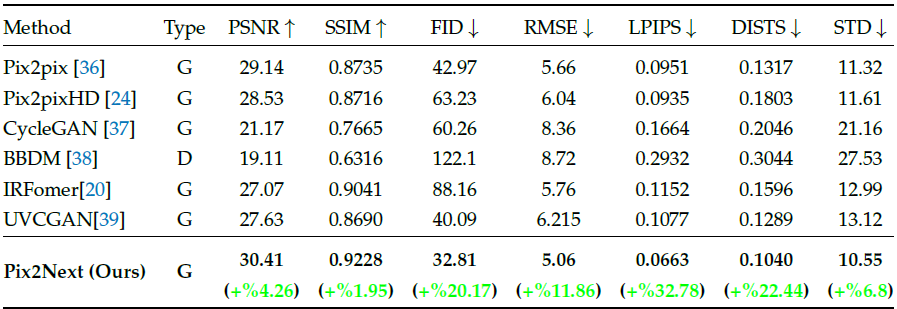 Method Type PSNR ↑ SSIM ↑ FID ↓ RMSE ↓ LPIPS ↓ DISTS ↓ STD ↓
Pix2pix [36] G 29.14 0.8735 42.97 5.66 0.0951 0.1317 11.32
Pix2pixHD [24] G 28.53 0.8716 63.23 6.04 0.0935 0.1803 11.61
CycleGAN [37] G 21.17 0.7665 60.26 8.36 0.1664 0.2046 21.16
BBDM [38] D 19.11 0.6316 122.1 8.72 0.2932 0.3044 27.53
IRFomer[20] G 27.07 0.9041 88.16 5.76 0.1152 0.1596 12.99
UVCGAN[39] G 27.63 0.8690 40.09 6.215 0.1077 0.1289 13.12
Pix2Next (Ours) G 30.41 0.9228 32.81 5.06 0.0663 0.1040 10.55
(+%4.26) (+%1.95) (+%20.17) (+%11.86) (+%32.78) (+%22.44) (+%6.8)